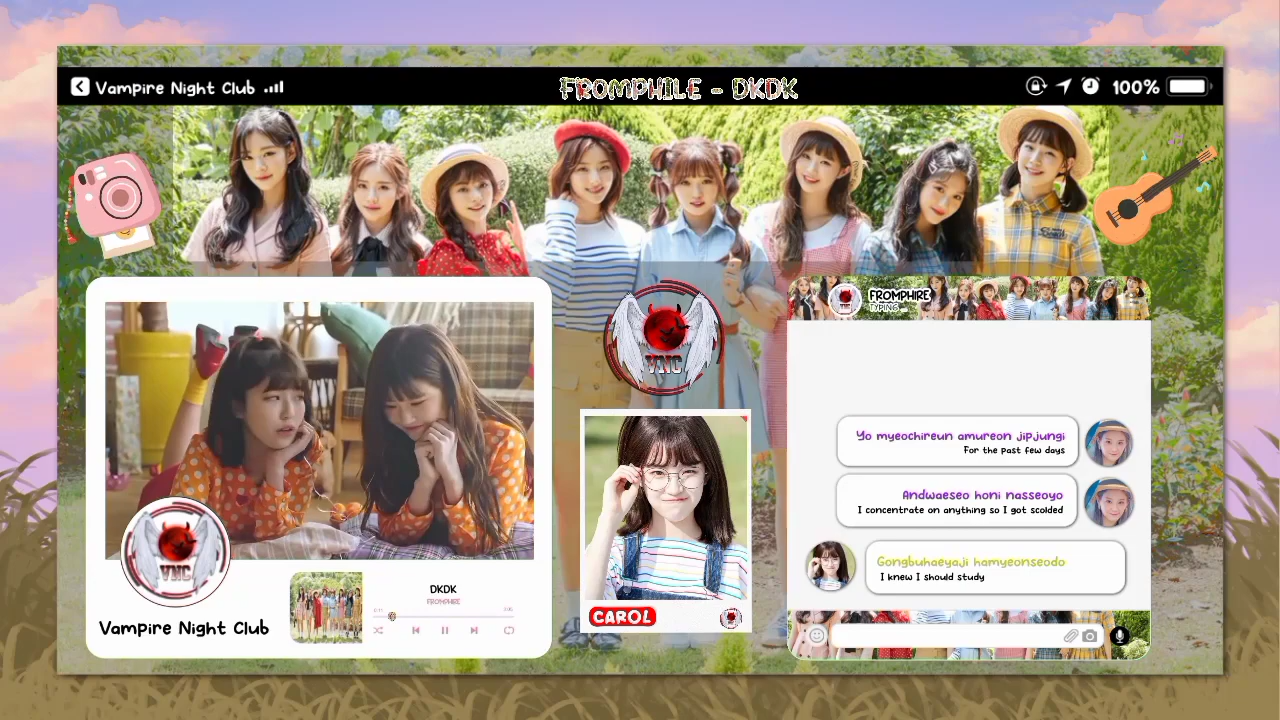 Vampire Night Club
FROMPHILE - DKDK
100%
VNC
FROMPHIRE
TYPING...
Yo myeochireun amureon jipjungi
For the past few days
Andwaeseo honi nasseoyo
I concentrate on anything so I got scolded
Gongbuhaeyaji hamyeonseodo
I knew I should study
CAROL
VNC
Vampire Night Club
DKDK
FROMPHIRE